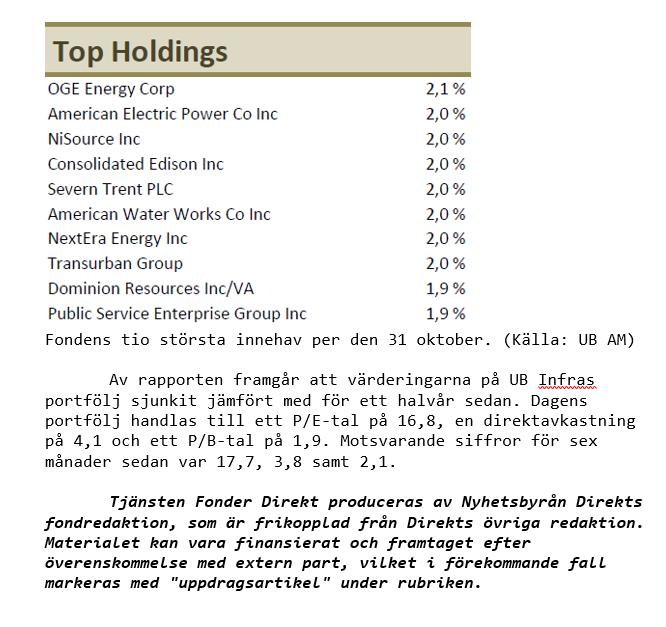 Top Holdings
OGE Energy Corp 2,1 %
American Electric Power Co Inc 2,0 %
NiSource Inc 2,0 %
Consolidated Edison Inc 2,0 %
Severn Trent PLC 2,0 %
American Water Works Co Inc 2,0 %
NextEra Energy Inc 2,0 %
Transurban Group 2,0 %
Dominion Resources Inc/VA 1,9 %
Public Service Enterprise Group Inc 1,9 %
Fondens tio största innehav per den 31 oktober. (Källa: UB AM)
Av rapporten framgår att värderingarna på UB Infras
portfölj sjunkit jämfört med för ett halvår sedan. Dagens
portfölj handlas till ett P/E-tal på 16,8, en direktavkastning
på 4,1 och ett P/B-tal på 1,9. Motsvarande siffror för sex
månader sedan var 17,7, 3,8 samt 2,1.
Tjänsten Fonder Direkt produceras av Nyhetsbyrån Direkts
fondredaktion, som är frikopplad från Direkts övriga redaktion.
Materialet kan vara finansierat och framtaget efter
överenskommelse med extern part, vilket i förekommande fall
markeras med "uppdragsartikel" under rubriken.